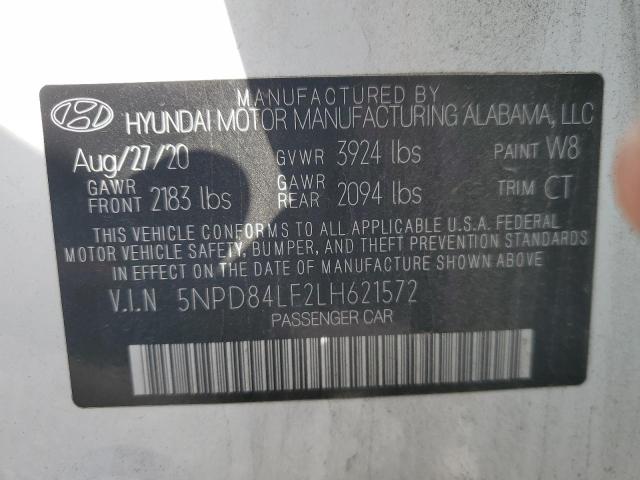 MANUFACTURED BY
HYUNDAI MOTOR MANUFACTURING ALABAMA, LLC
Aug/27/20 GVWR 3924 lbs PAINT W8
GAWR FRONT 2183 lbs GAWR REAR 2094 lbs TRIM CT
THIS VEHICLE CONFORMS TO ALL APPLICABLE U.S.A. FEDERAL
MOTOR VEHICLE SAFETY, BUMPER, AND THEFT PREVENTION STANDARDS
IN EFFECT ON THE DATE OF MANUFACTURE SHOWN ABOVE.
V.I.N 5NPD84LF2LH621572
PASSENGER CAR